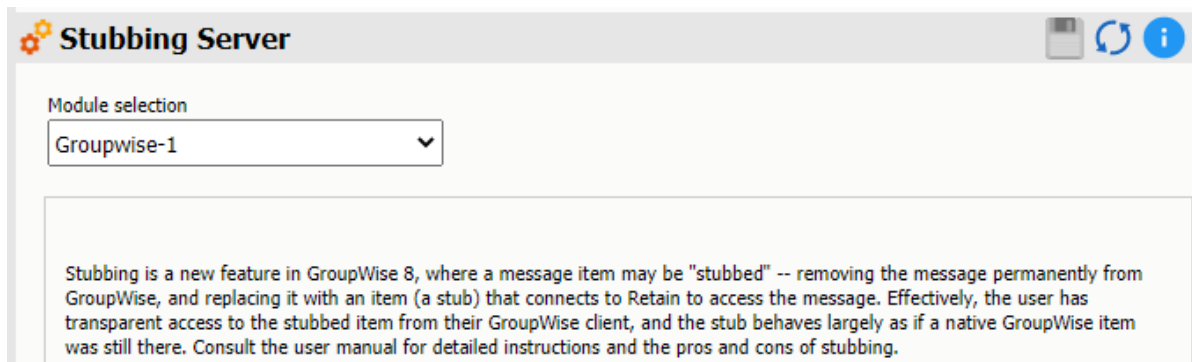 Stubbing Server
Module selection
Groupwise-1
Stubbing is a new feature in GroupWise 8, where a message item may be "stubbed" -- removing the message permanently from
GroupWise, and replacing it with an item (a stub) that connects to Retain to access the message. Effectively, the user has
transparent access to the stubbed item from their GroupWise client, and the stub behaves largely as if a native GroupWise item
was still there. Consult the user manual for detailed instructions and the pros and cons of stubbing.